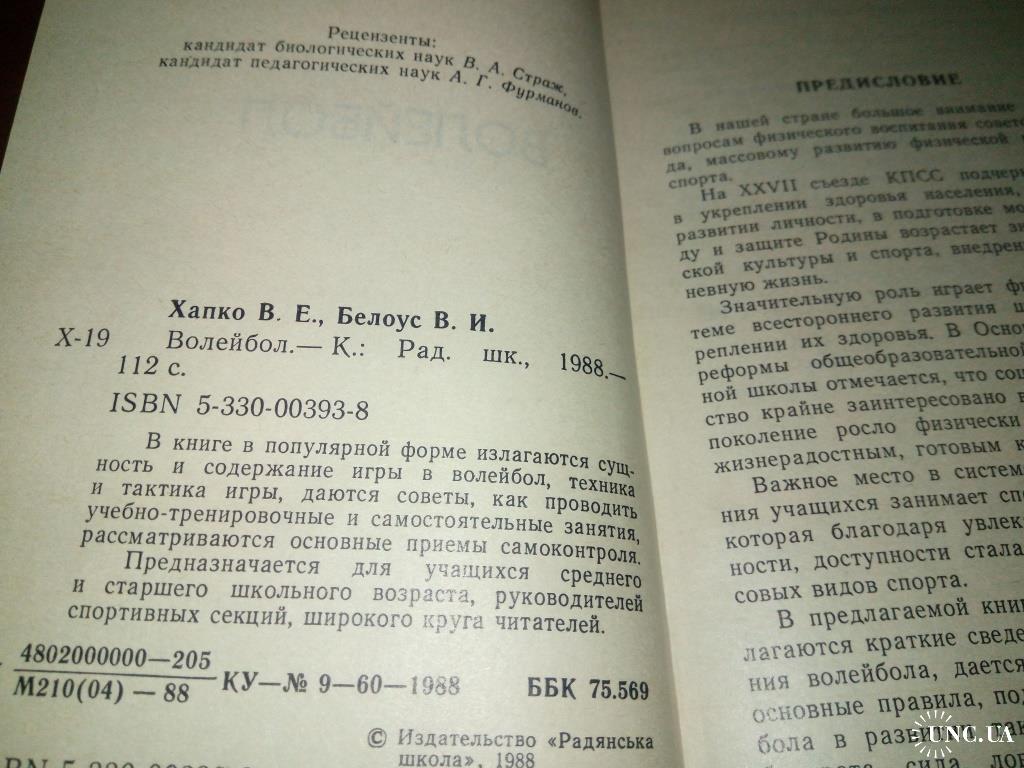 Рецензенты:
кандидат биологических наук В. А. Страж,
кандидат педагогических наук А. Г. Фурманов.
ВОЛЕЙБОЛ
Хапко В. Е., Белоус В. И.
Х-19 Волейбол.— К.: Рад. шк., 1988.—
112 с.
ISBN 5-330-00393-8
В книге в популярной форме излагаются сущ-
ность и содержание игры в волейбол, техника
и тактика игры, даются советы, как проводить
учебно-тренировочные и самостоятельные занятия,
рассматриваются основные приемы самоконтроля.
Предназначается для учащихся среднего
и старшего школьного возраста, руководителей
спортивных секций, широкого круга читателей.
4802000000—205
М210(04) — 88
КУ—№ 9—60—1988 ББК 75.569
© Издательство «Радянська
школа», 1988
ПРЕДИСЛОВИЕ
В нашей стране большое внимание
вопросам физического воспитания
да, массовому развитию физической
спорта.
На XXVII съезде КПСС
в укреплении здоровья населения,
развитии личности, в подготовке
ду и защите Родины возрастает
ской культуры и спорта,
невную жизнь.
Значительную роль играет
теме всестороннего развития
реплении их здоровья. В
реформы общеобразовательной
ной школы отмечается, что
ство крайне заинтересовано
поколение росло физически
жизнерадостным, готовым
Важное место в
ния учащихся занимает
которая благодаря
ности, доступности стала
совых видов спорта.
В предлагаемой
лагаются краткие
ния волейбола,
основные правила,
бола в развитии
UNC.UA